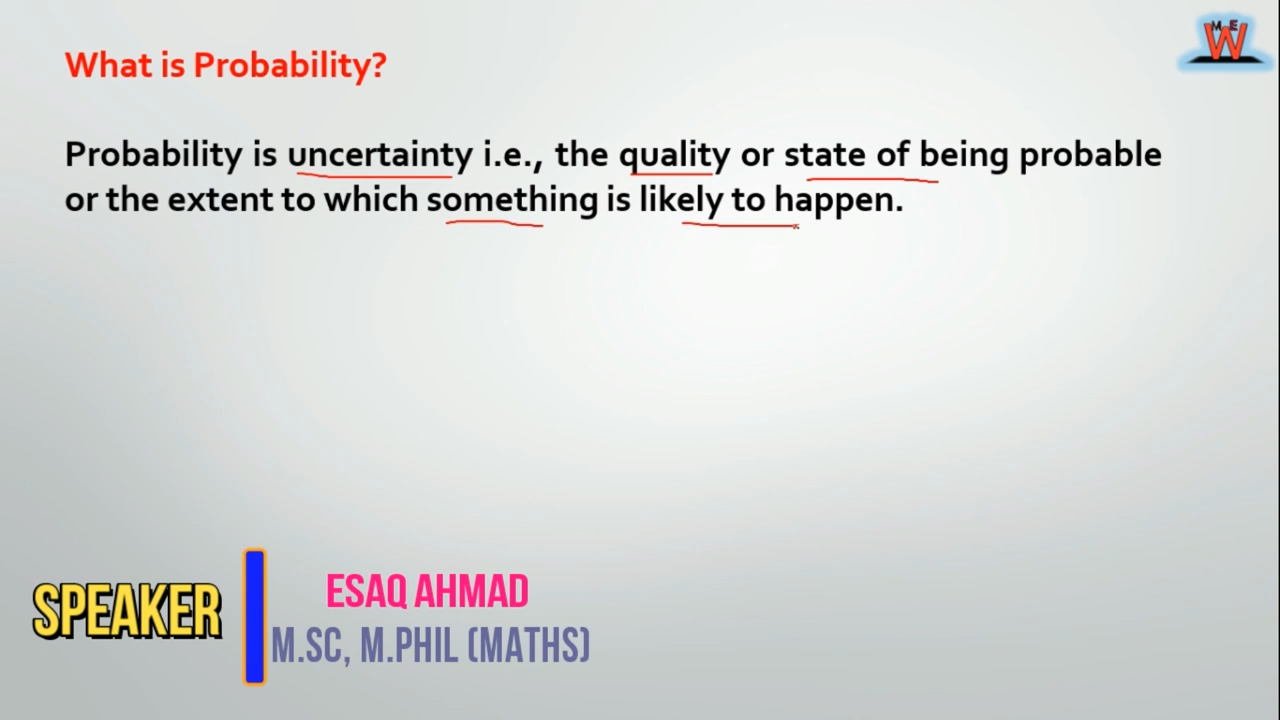 What is Probability?
Probability is uncertainty i.e., the quality or state of being probable
or the extent to which something is likely to happen.
M E
W
SPEAKER
ESAQ AHMAD
M.SC, M.PHIL (MATHS)